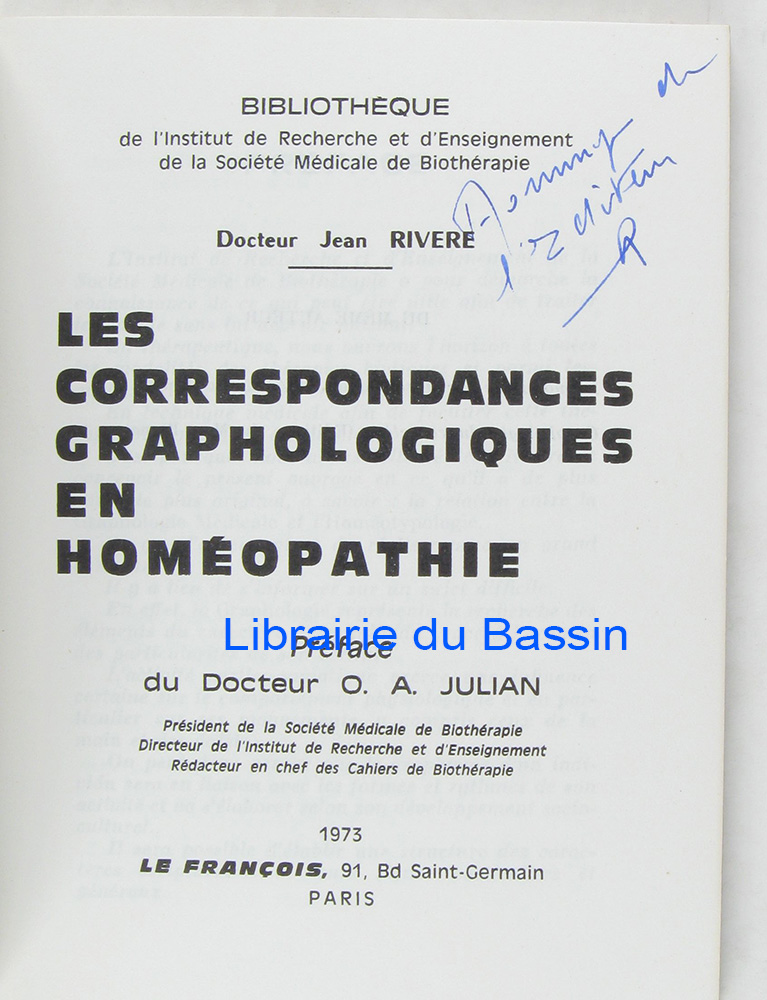 BIBLIOTHÈQUE
de l'Institut de Recherche et d'Enseignement
de la Société Médicale de Biothérapie
Hommage de
l'Editeur
Docteur Jean RIVERE
LES
CORRESPONDANCES
GRAPHOLOGIQUES
EN
HOMÉOPATHIE
Librairie du Bassin
Préface
du Docteur O. A. JULIAN
Président de la Société Médicale de Biothérapie
Directeur de l'Institut de Recherche et d'Enseignement
Rédacteur en chef des Cahiers de Biothérapie
1973
LE FRANÇOIS, 91, Bd Saint-Germain
PARIS